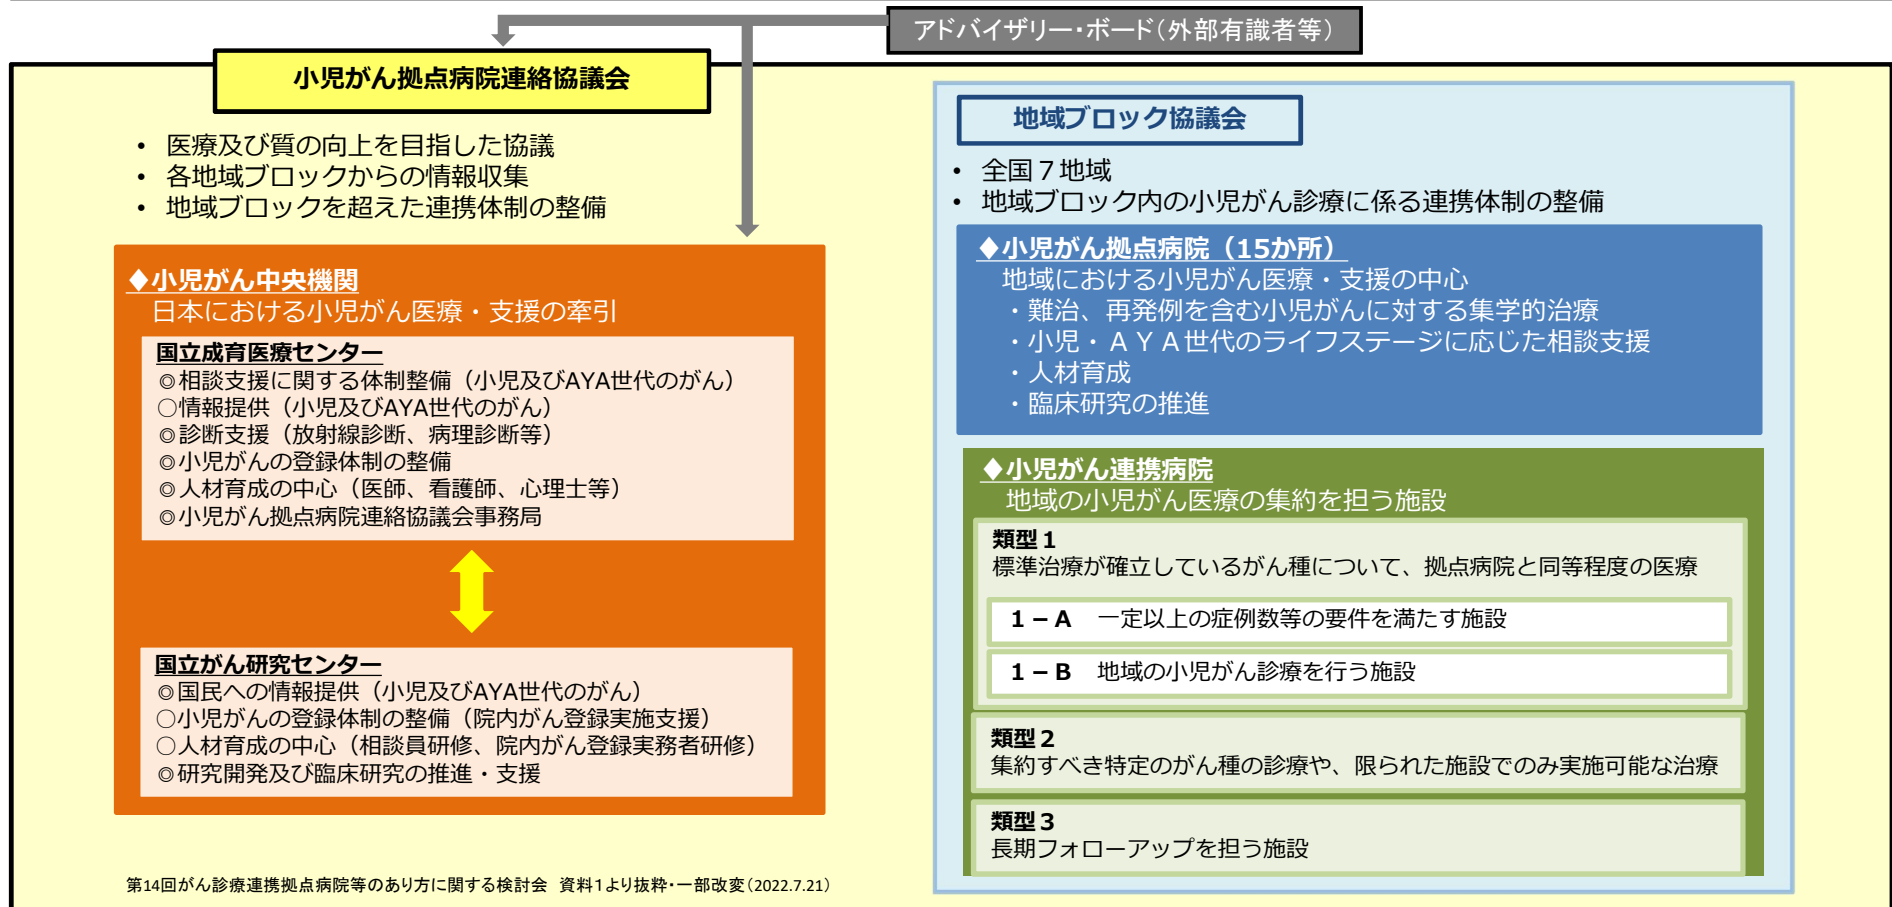 アドバイザリー・ボード（外部有識者等）
小児がん拠点病院連絡協議会
• 医療及び質の向上を目指した協議
• 各地域ブロックからの情報収集
• 地域ブロックを超えた連携体制の整備
◆小児がん中央機関
日本における小児がん医療・支援の牽引
国立成育医療センター
◎相談支援に関する体制整備（小児及びAYA世代のがん）
○情報提供（小児及びAYA世代のがん）
◎診断支援（放射線診断、病理診断等）
◎小児がんの登録体制の整備
◎人材育成の中心（医師、看護師、心理士等）
◎小児がん拠点病院連絡協議会事務局
国立がん研究センター
◎国民への情報提供（小児及びAYA世代のがん）
○小児がんの登録体制の整備（院内がん登録実施支援）
○人材育成の中心（相談員研修、院内がん登録実務者研修）
◎研究開発及び臨床研究の推進・支援
第14回がん診療連携拠点病院等のあり方に関する検討会 資料1より抜粋・一部改変（2022.7.21）
地域ブロック協議会
• 全国７地域
• 地域ブロック内の小児がん診療に係る連携体制の整備
◆小児がん拠点病院（15か所）
地域における小児がん医療・支援の中心
・難治、再発例を含む小児がんに対する集学的治療
・小児・ＡＹＡ世代のライフステージに応じた相談支援
・人材育成
・臨床研究の推進
◆小児がん連携病院
地域の小児がん医療の集約を担う施設
類型１
標準治療が確立しているがん種について、拠点病院と同等程度の医療
１－Ａ 一定以上の症例数等の要件を満たす施設
１－Ｂ 地域の小児がん診療を行う施設
類型２
集約すべき特定のがん種の診療や、限られた施設でのみ実施可能な治療
類型３
長期フォローアップを担う施設